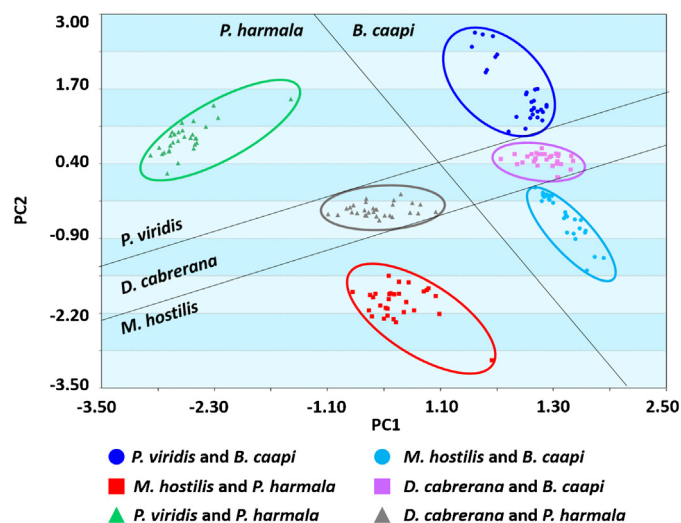 3.00
P. harmala
B. caapi
1.70
0.40
PC2
-0.90
P. viridis
D. cabrerana
M. hostilis
-2.20
-3.50
-3.50 -2.30 -1.10 1.10 1.30 2.50
PC1
P. viridis and B. caapi
M. hostilis and B. caapi
M. hostilis and P. harmala
D. cabrerana and B. caapi
P. viridis and P. harmala
D. cabrerana and P. harmala